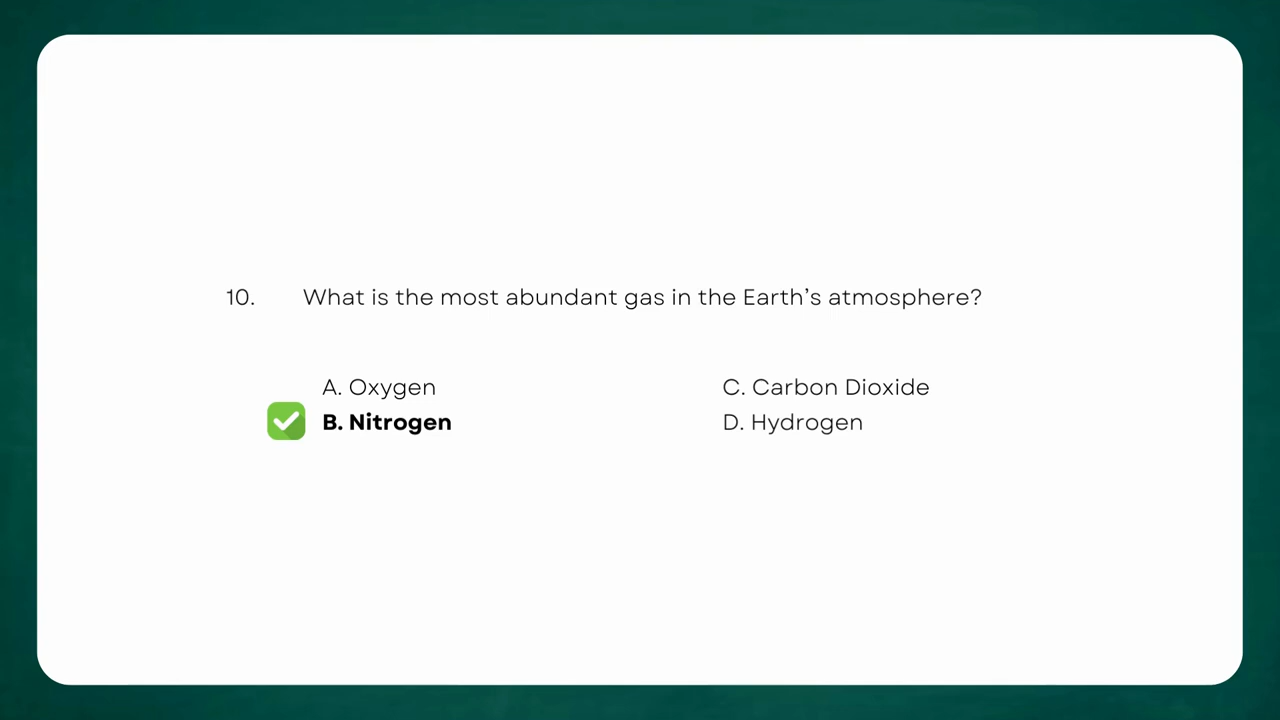 10. What is the most abundant gas in the Earth’s atmosphere?
A. Oxygen
B. Nitrogen
C. Carbon Dioxide
D. Hydrogen